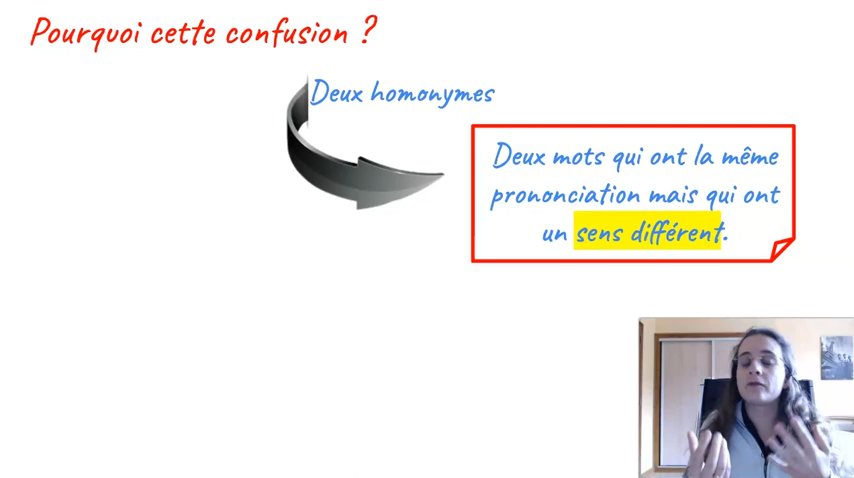 Pourquoi cette confusion ?
Deux homonymes
Deux mots qui ont la même
prononciation mais qui ont
un sens différent.